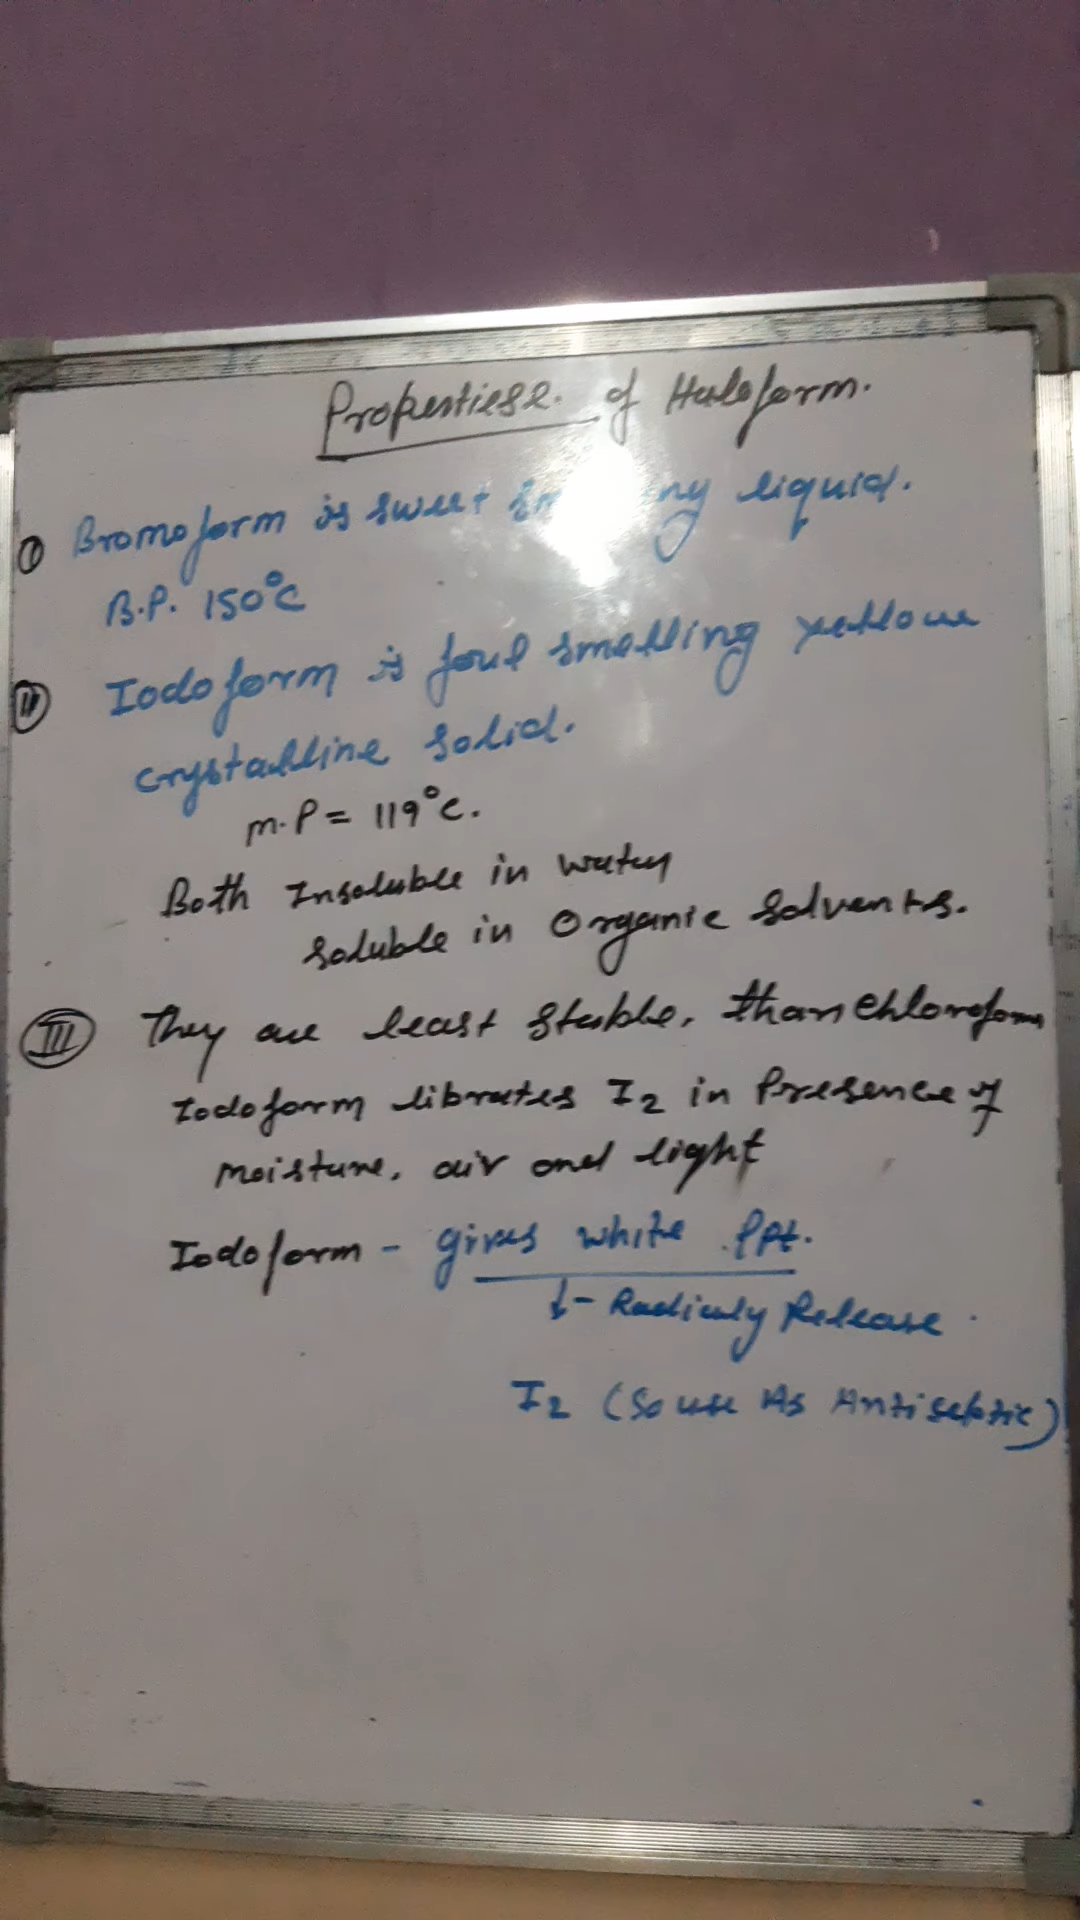 Propertiese. of Haloform.
① Bromoform is sweet liquid.
B.P. 150°C
② Iodoform is foul smelling yellow
crystalline solid.
m.P = 119°C.
Both Insoluble in water
soluble in Organic solvents.
III They are least stable, than chloroform
Iodoform librates I2 in Presence of
moisture, air and light
Iodoform - gives white ppt.
↓- Radicaly Release.
I2 (So use As Antiseptic)